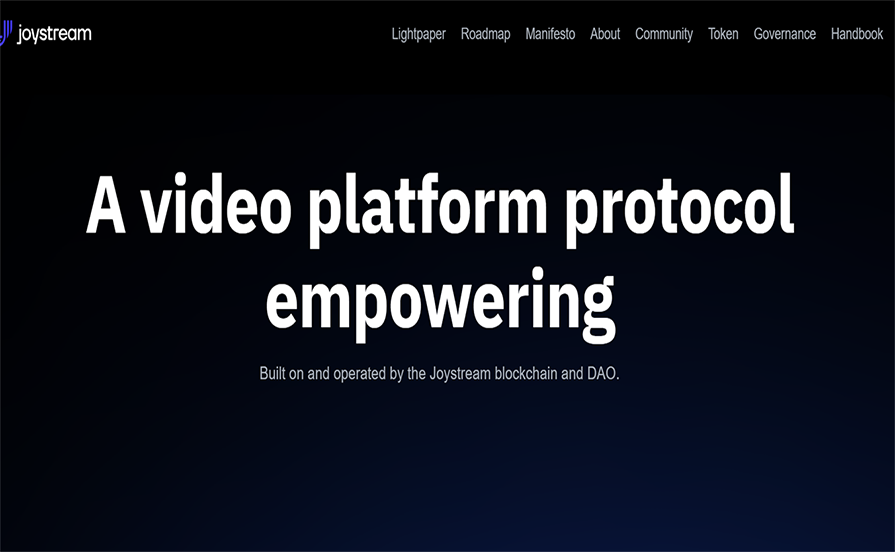 joystream
Lightpaper Roadmap Manifesto About Community Token Governance Handbook
A video platform protocol
empowering
Built on and operated by the Joystream blockchain and DAO.